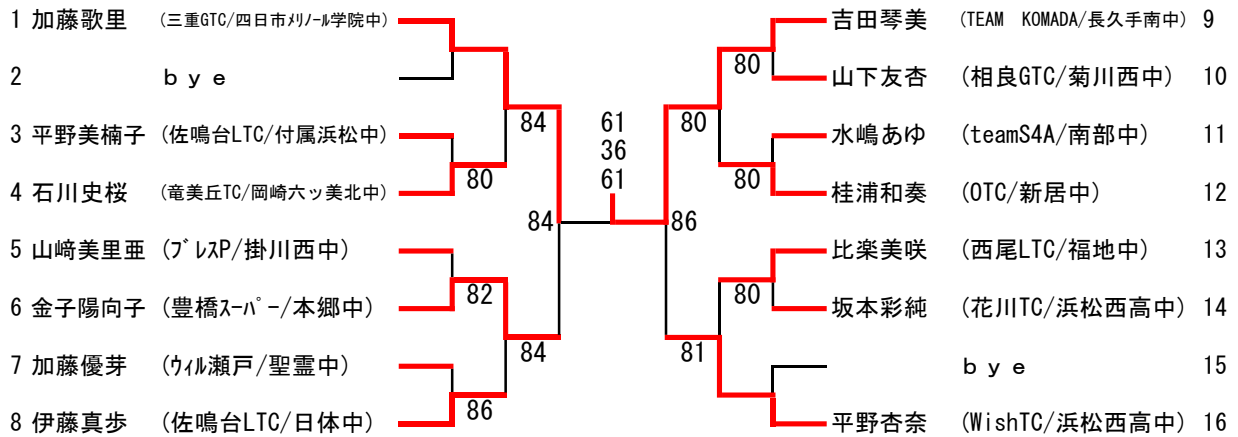 1 加藤歌里 (三重GTC/四日市ﾒﾘﾉｰﾙ学院中)
2 ｂｙｅ
3 平野美楠子 (佐鳴台LTC/付属浜松中)
4 石川史桜 (竜美丘TC/岡崎六ッ美北中)
5 山﨑美里亜 (ﾌﾞﾚｽP/掛川西中)
6 金子陽向子 (豊橋ｽｰﾊﾟｰ/本郷中)
7 加藤優芽 (ｳｨﾙ瀬戸/聖霊中)
8 伊藤真歩 (佐鳴台LTC/日体中)
84
80
84
82
84
86
61
36
61
吉田琴美 (TEAM　KOMADA/長久手南中) 9
山下友杏 (相良GTC/菊川西中) 10
水嶋あゆ (teamS4A/南部中) 11
桂浦和奏 (OTC/新居中) 12
比楽美咲 (西尾LTC/福地中) 13
坂本彩純 (花川TC/浜松西高中) 14
ｂｙｅ 15
平野杏奈 (WishTC/浜松西高中) 16
80
80
80
86
80
81